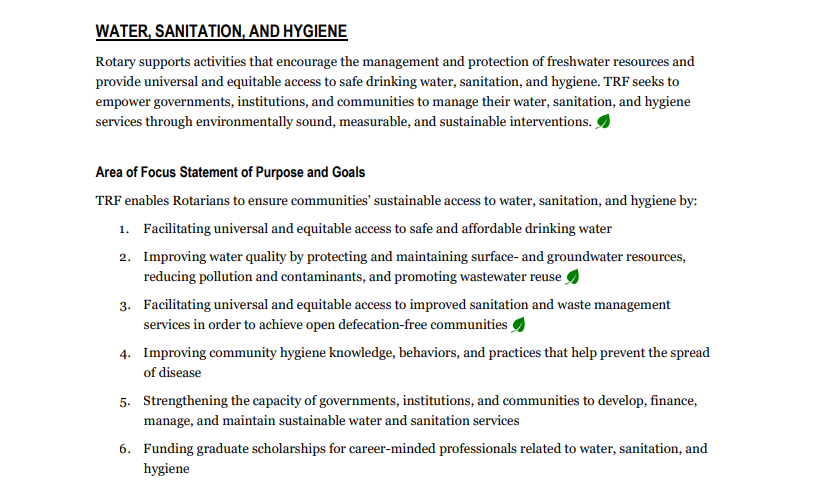 WATER, SANITATION, AND HYGIENE
Rotary supports activities that encourage the management and protection of freshwater resources and
provide universal and equitable access to safe drinking water, sanitation, and hygiene. TRF seeks to
empower governments, institutions, and communities to manage their water, sanitation, and hygiene
services through environmentally sound, measurable, and sustainable interventions.
Area of Focus Statement of Purpose and Goals
TRF enables Rotarians to ensure communities’ sustainable access to water, sanitation, and hygiene by:
1. Facilitating universal and equitable access to safe and affordable drinking water
2. Improving water quality by protecting and maintaining surface- and groundwater resources,
reducing pollution and contaminants, and promoting wastewater reuse
3. Facilitating universal and equitable access to improved sanitation and waste management
services in order to achieve open defecation-free communities
4. Improving community hygiene knowledge, behaviors, and practices that help prevent the spread
of disease
5. Strengthening the capacity of governments, institutions, and communities to develop, finance,
manage, and maintain sustainable water and sanitation services
6. Funding graduate scholarships for career-minded professionals related to water, sanitation, and
hygiene